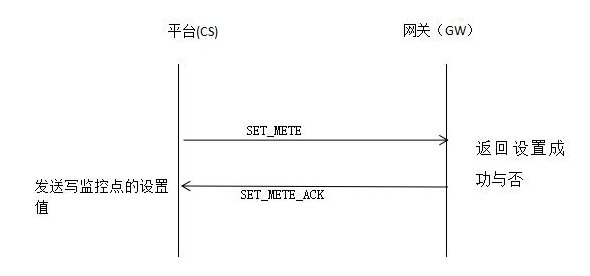 平台(CS)
网关（GW）
SET_METE
返回设置成
功与否
发送写监控点的设置
值
SET_METE_ACK